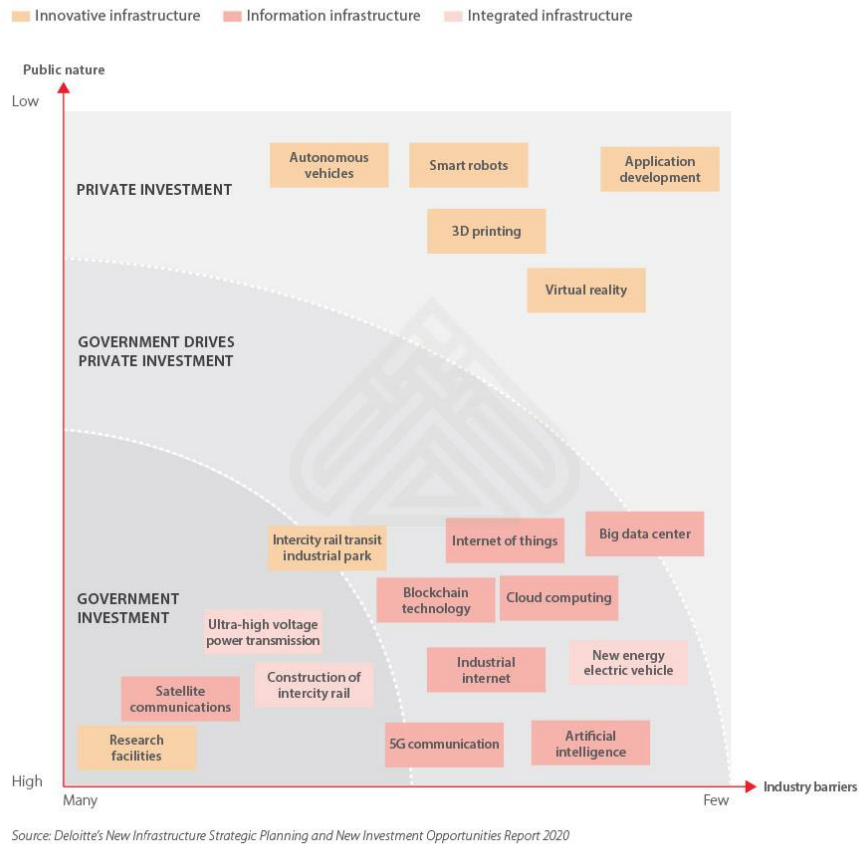 Innovative infrastructure
Information infrastructure
Integrated infrastructure
Public nature
Low
Autonomous
vehicles
Smart robots
Application
development
PRIVATE INVESTMENT
3D printing
Virtual reality
GOVERNMENT DRIVES
PRIVATE INVESTMENT
Intercity rail transit
industrial park
Internet of things
Big data center
GOVERNMENT
INVESTMENT
Blockchain
technology
Cloud computing
Ultra-high voltage
power transmission
Industrial
internet
New energy
electric vehicle
Satellite
communications
Construction of
intercity rail
Research
facilities
5G communication
Artificial
intelligence
High
Many
Few
Industry barriers
Source: Deloitte's New Infrastructure Strategic Planning and New Investment Opportunities Report 2020